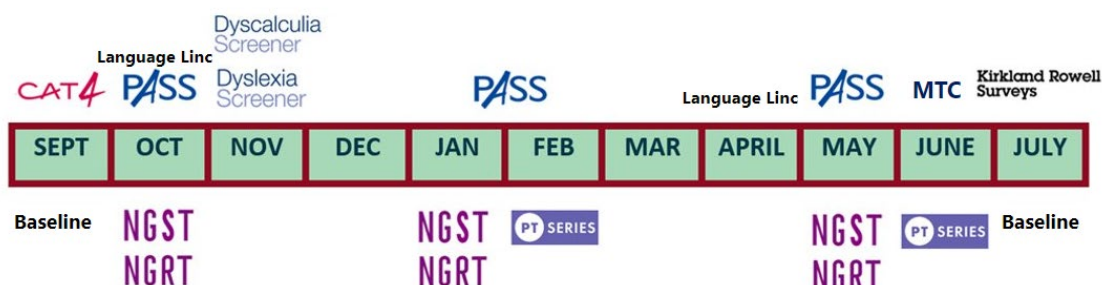 Dyscalculia
Screener
Language Linc
CAT4 PASS Dyslexia
Screener
PASS
Language Linc PASS MTC Kirkland Rowell
Surveys
SEPT OCT NOV DEC JAN FEB MAR APRIL MAY JUNE JULY
Baseline NGST NGST PT SERIES NGST PT SERIES Baseline
NGRT NGRT NGRT